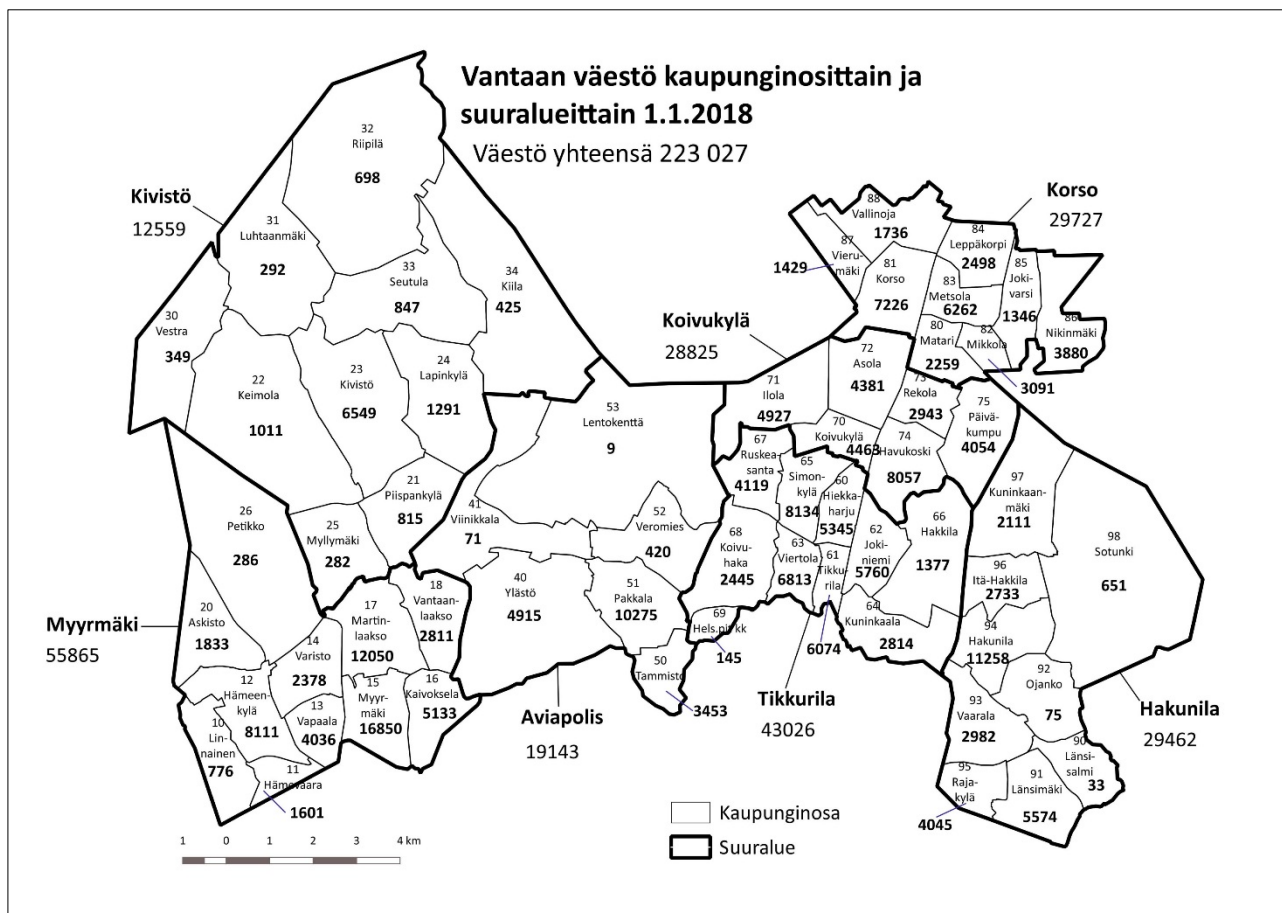 Vantaan väestö kaupunginosittain ja
suuralueittain 1.1.2018
Väestö yhteensä 223 027
Kivistö
12559
32
Riipilä
698
31
Luhtaanmäki
292
33
Seutula
847
34
Kiila
425
30
Vestra
349
22
Keimola
1011
23
Kivistö
6549
24
Lapinkylä
1291
21
Piispankylä
815
Korso
29727
88
Vallinoja
1736
87
Vieru-
mäki
1429
81
Korso
7226
84
Leppäkorpi
2498
83
Metsola
6262
85
Joki-
varsi
1346
86
Nikinmäki
3880
80
Matari
2259
82
Mikkola
3091
Koivukylä
28825
72
Asola
4381
71
Ilola
4927
70
Koivukylä
4463
73
Rekola
2943
74
Havukoski
8057
75
Päivä-
kumpu
4054
Myyrmäki
55865
26
Petikko
286
25
Myllymäki
282
20
Askisto
1833
18
Vantaan-
laakso
2811
17
Martin-
laakso
12050
14
Varisto
2378
12
Hämeen-
kylä
8111
13
Vapaala
4036
15
Myyr-
mäki
16850
16
Kaivoksela
5133
10
Lin-
nainen
776
11
Hämevaara
1601
Aviapolis
19143
53
Lentokenttä
9
41
Viinikkala
71
52
Veromies
420
40
Ylästö
4915
51
Pakkala
10275
50
Tammisto
3453
Tikkurila
43026
67
Ruskea-
santa
4119
65
Simon-
kylä
8134
60
Hiekka-
harju
5345
68
Koivu-
haka
2445
63
Viertola
6813
61
Tikku-
rila
6074
62
Joki-
niemi
5760
66
Hakkila
1377
64
Kuninkaala
2814
69
Hels.pit.kk
145
Hakunila
29462
97
Kuninkaan-
mäki
2111
98
Sotunki
651
96
Itä-Hakkila
2733
94
Hakunila
11258
92
Ojanko
75
93
Vaarala
2982
90
Länsi-
salmi
33
95
Raja-
kylä
4045
91
Länsimäki
5574
Kaupunginosa
Suuralue
1 0 1 2 3 4 km